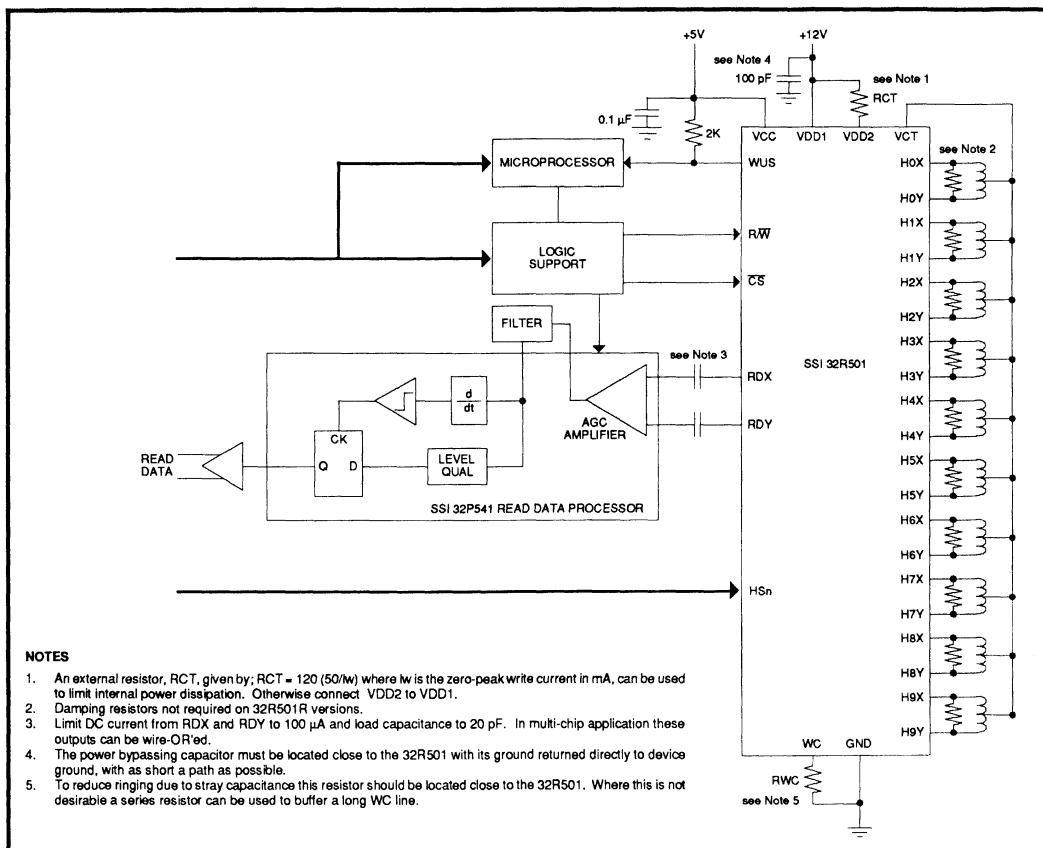 +5V
+12V
see Note 4
100 pF
see Note 1
RCT
0.1 µF
2K
VCC
VDD1
VDD2
VCT
MICROPROCESSOR
WUS
see Note 2
H0X
H0Y
LOGIC
SUPPORT
R/W̅
C̅S̅
H1X
H1Y
H2X
H2Y
FILTER
see Note 3
SSI 32R501
H3X
H3Y
RDX
RDY
AGC
AMPLIFIER
d
dt
CK
Q
D
LEVEL
QUAL
READ
DATA
SSI 32P541 READ DATA PROCESSOR
H4X
H4Y
H5X
H5Y
H6X
H6Y
HSn
H7X
H7Y
H8X
H8Y
H9X
H9Y
WC
GND
RWC
see Note 5
NOTES
1. An external resistor, RCT, given by; RCT = 120 (50/Iw) where Iw is the zero-peak write current in mA, can be used
to limit internal power dissipation. Otherwise connect VDD2 to VDD1.
2. Damping resistors not required on 32R501R versions.
3. Limit DC current from RDX and RDY to 100 µA and load capacitance to 20 pF. In multi-chip application these
outputs can be wire-OR'ed.
4. The power bypassing capacitor must be located close to the 32R501 with its ground returned directly to device
ground, with as short a path as possible.
5. To reduce ringing due to stray capacitance this resistor should be located close to the 32R501. Where this is not
desirable a series resistor can be used to buffer a long WC line.